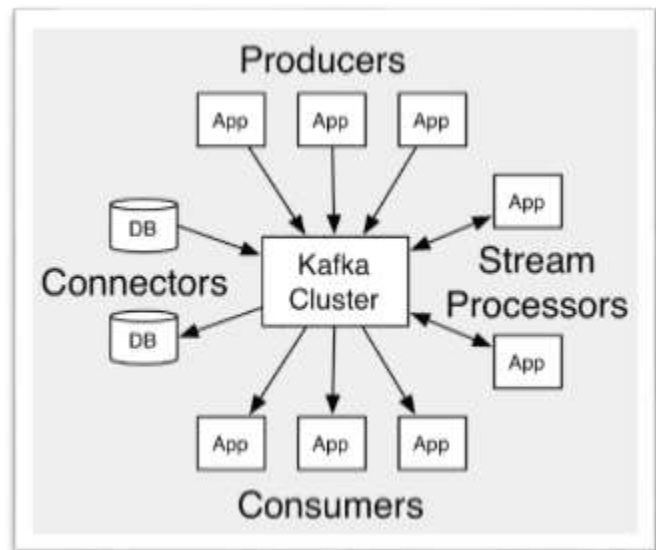 Producers
App
App
App
DB
App
Kafka
Cluster
Connectors
Stream
Processors
DB
App
App
App
App
Consumers